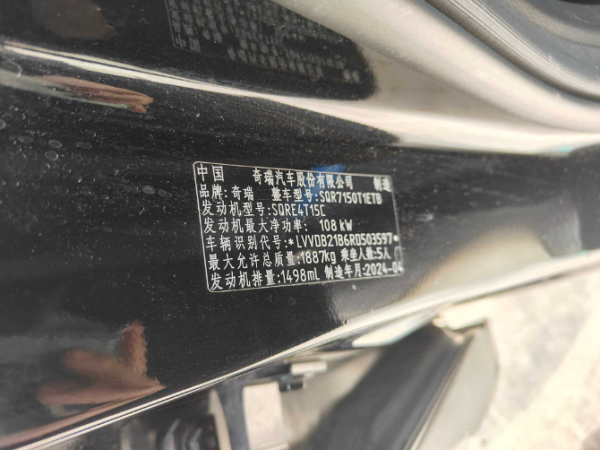 中国 奇瑞汽车股份有限公司 制造
品牌:奇瑞 整车型号:SQR7150T1ETB
发动机型号:SQRE4T15C
发动机最大净功率: 108 kW
车辆识别代号:*LVVDB21B6RD503597*
最大允许总质量:1887kg 乘坐人数:5人
发动机排量:1498mL 制造年月:2024-04